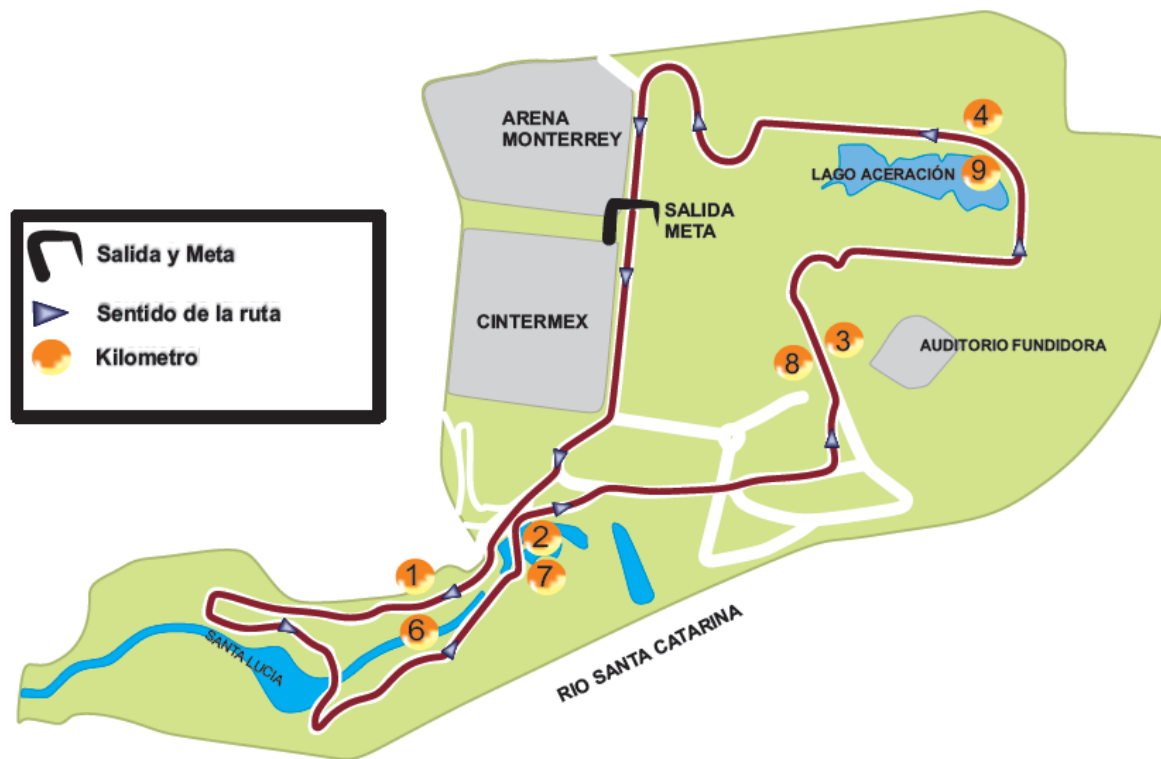 ARENA
MONTERREY
4
LAGO ACERACIÓN
9
SALIDA
META
Salida y Meta
Sentido de la ruta
Kilometro
CINTERMEX
3
AUDITORIO FUNDIDORA
8
2
1
7
6
SANTA LUCIA
RIO SANTA CATARINA